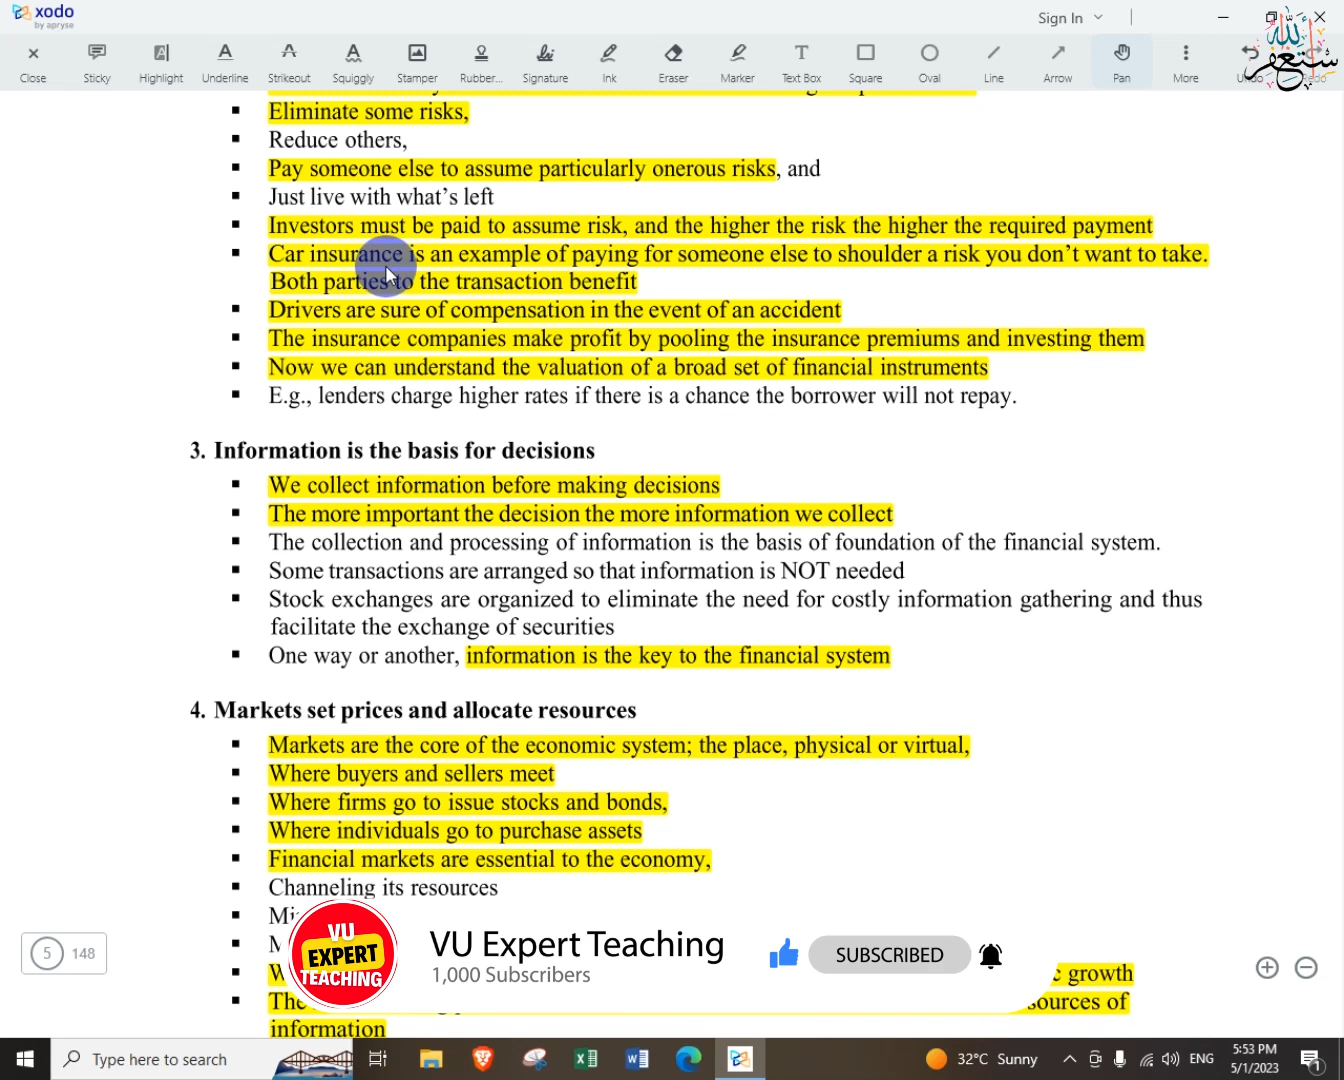 xodo
by apryse
Sign In
Close Sticky Highlight Underline Strikeout Squiggly Stamper Rubber... Signature Ink Eraser Marker Text Box Square Oval Line Arrow Pan More
Eliminate some risks,
Reduce others,
Pay someone else to assume particularly onerous risks, and
Just live with what's left
Investors must be paid to assume risk, and the higher the risk the higher the required payment
Car insurance is an example of paying for someone else to shoulder a risk you don't want to take.
Both parties to the transaction benefit
Drivers are sure of compensation in the event of an accident
The insurance companies make profit by pooling the insurance premiums and investing them
Now we can understand the valuation of a broad set of financial instruments
E.g., lenders charge higher rates if there is a chance the borrower will not repay.
3. Information is the basis for decisions
We collect information before making decisions
The more important the decision the more information we collect
The collection and processing of information is the basis of foundation of the financial system.
Some transactions are arranged so that information is NOT needed
Stock exchanges are organized to eliminate the need for costly information gathering and thus
facilitate the exchange of securities
One way or another, information is the key to the financial system
4. Markets set prices and allocate resources
Markets are the core of the economic system; the place, physical or virtual,
Where buyers and sellers meet
Where firms go to issue stocks and bonds,
Where individuals go to purchase assets
Financial markets are essential to the economy,
Channeling its resources
growth
The
sources of
information
5 148
VU
EXPERT
TEACHING
VU Expert Teaching
1,000 Subscribers
SUBSCRIBED
Type here to search
32°C Sunny
ENG
5:53 PM
5/1/2023
1